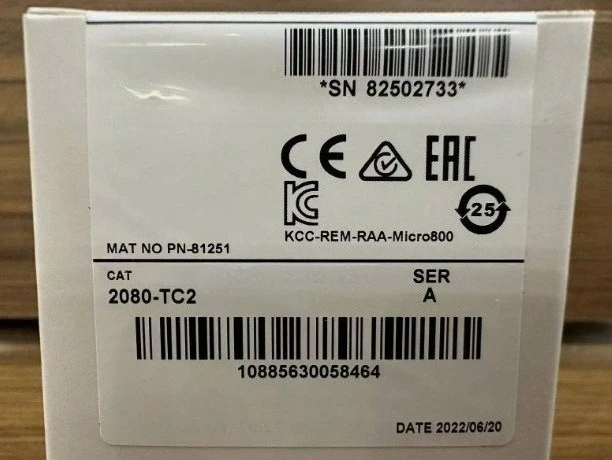 *SN 82502733*
CE EAC
KC
25
KCC-REM-RAA-Micro800
MAT NO PN-81251
CAT SER
2080-TC2 A
10885630058464
DATE 2022/06/20